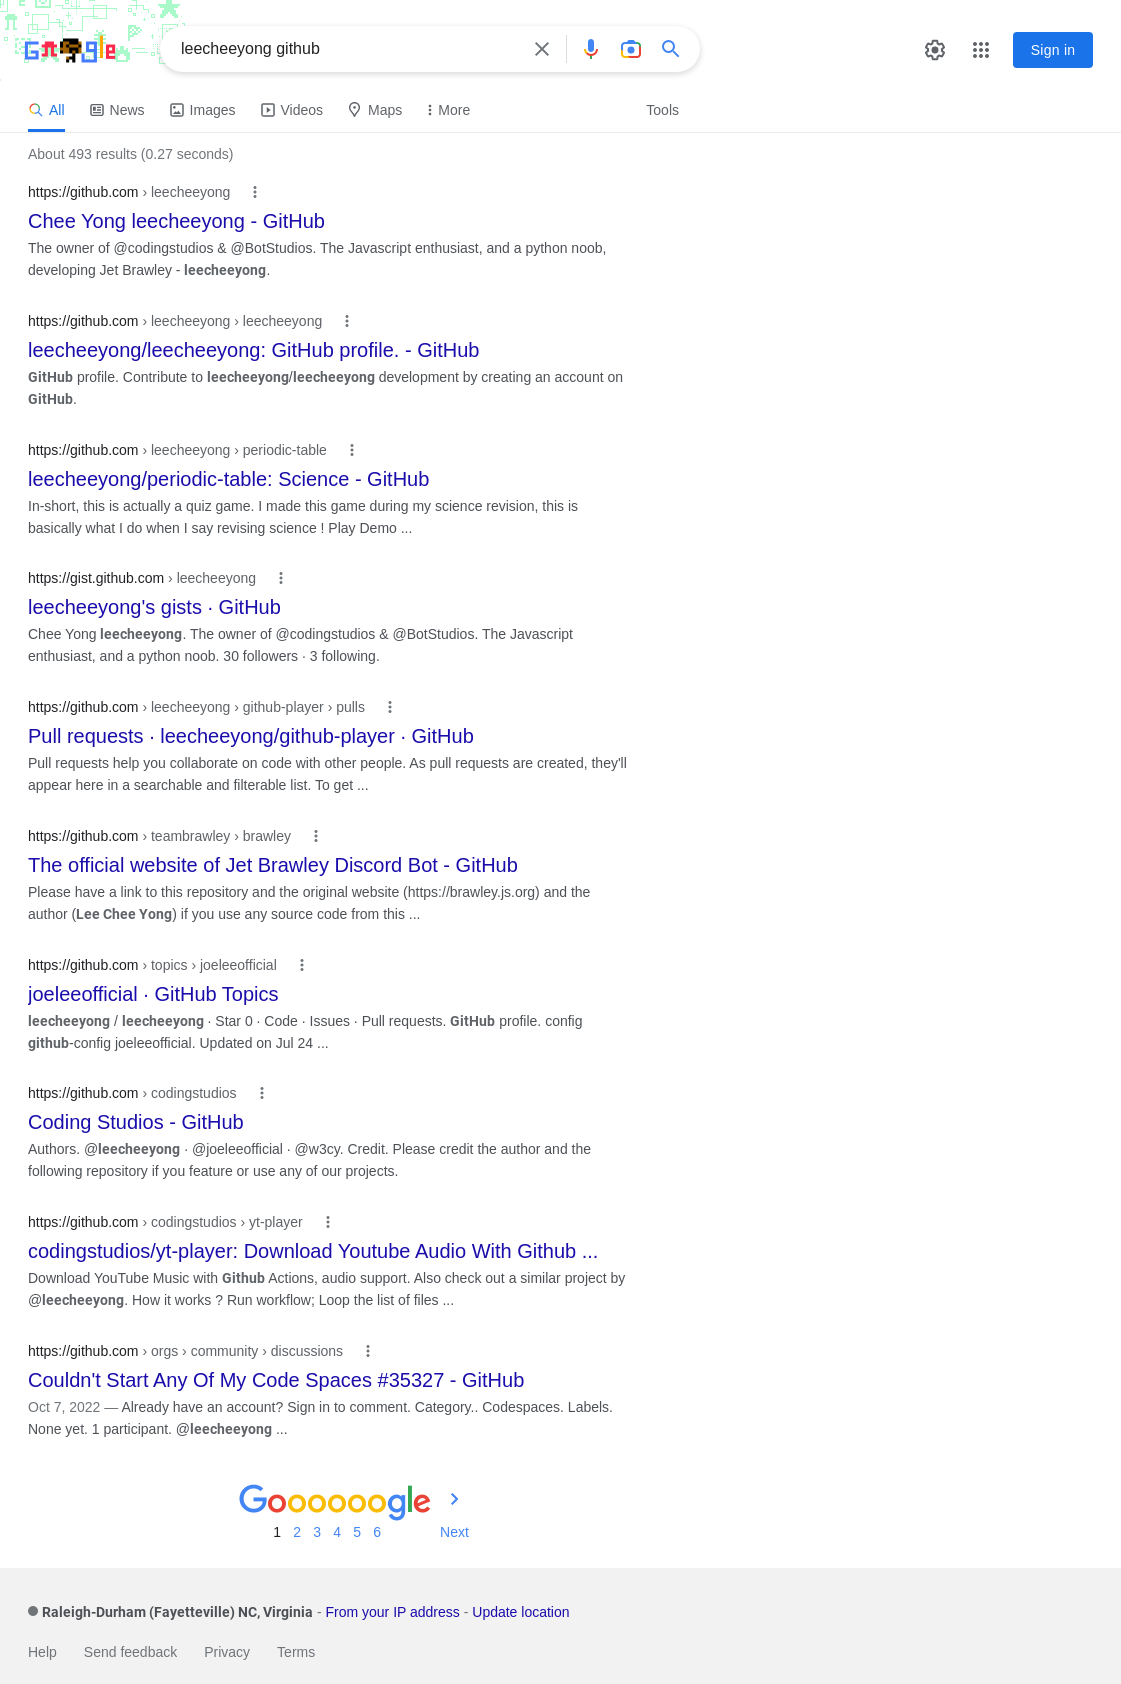 leecheeyong github
Sign in
All News Images Videos Maps More Tools
About 493 results (0.27 seconds)
https://github.com › leecheeyong
Chee Yong leecheeyong - GitHub
The owner of @codingstudios & @BotStudios. The Javascript enthusiast, and a python noob,
developing Jet Brawley - leecheeyong.
https://github.com › leecheeyong › leecheeyong
leecheeyong/leecheeyong: GitHub profile. - GitHub
GitHub profile. Contribute to leecheeyong/leecheeyong development by creating an account on
GitHub.
https://github.com › leecheeyong › periodic-table
leecheeyong/periodic-table: Science - GitHub
In-short, this is actually a quiz game. I made this game during my science revision, this is
basically what I do when I say revising science ! Play Demo ...
https://gist.github.com › leecheeyong
leecheeyong's gists · GitHub
Chee Yong leecheeyong. The owner of @codingstudios & @BotStudios. The Javascript
enthusiast, and a python noob. 30 followers · 3 following.
https://github.com › leecheeyong › github-player › pulls
Pull requests · leecheeyong/github-player · GitHub
Pull requests help you collaborate on code with other people. As pull requests are created, they'll
appear here in a searchable and filterable list. To get ...
https://github.com › teambrawley › brawley
The official website of Jet Brawley Discord Bot - GitHub
Please have a link to this repository and the original website (https://brawley.js.org) and the
author (Lee Chee Yong) if you use any source code from this ...
https://github.com › topics › joeleeofficial
joeleeofficial · GitHub Topics
leecheeyong / leecheeyong · Star 0 · Code · Issues · Pull requests. GitHub profile. config
github-config joeleeofficial. Updated on Jul 24 ...
https://github.com › codingstudios
Coding Studios - GitHub
Authors. @leecheeyong · @joeleeofficial · @w3cy. Credit. Please credit the author and the
following repository if you feature or use any of our projects.
https://github.com › codingstudios › yt-player
codingstudios/yt-player: Download Youtube Audio With Github ...
Download YouTube Music with Github Actions, audio support. Also check out a similar project by
@leecheeyong. How it works ? Run workflow; Loop the list of files ...
https://github.com › orgs › community › discussions
Couldn't Start Any Of My Code Spaces #35327 - GitHub
Oct 7, 2022 — Already have an account? Sign in to comment. Category.. Codespaces. Labels.
None yet. 1 participant. @leecheeyong ...
Goooooogle
1 2 3 4 5 6 Next
Raleigh-Durham (Fayetteville) NC, Virginia - From your IP address - Update location
Help Send feedback Privacy Terms